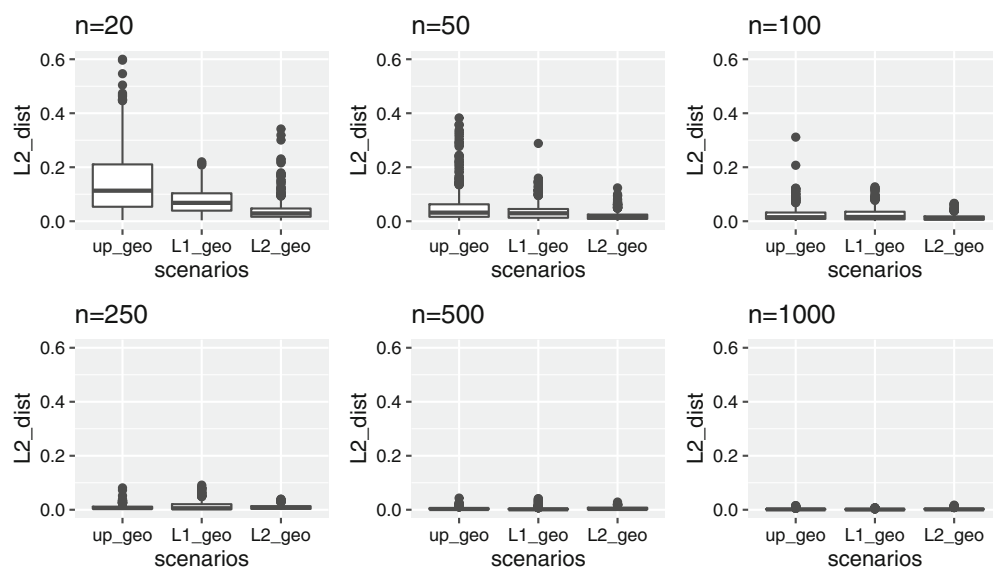 n=20
n=50
n=100
0.6
0.4
0.2
0.0
L2_dist
up_geo L1_geo L2_geo
scenarios
0.6
0.4
0.2
0.0
L2_dist
up_geo L1_geo L2_geo
scenarios
0.6
0.4
0.2
0.0
L2_dist
up_geo L1_geo L2_geo
scenarios
n=250
n=500
n=1000
0.6
0.4
0.2
0.0
L2_dist
up_geo L1_geo L2_geo
scenarios
0.6
0.4
0.2
0.0
L2_dist
up_geo L1_geo L2_geo
scenarios
0.6
0.4
0.2
0.0
L2_dist
up_geo L1_geo L2_geo
scenarios